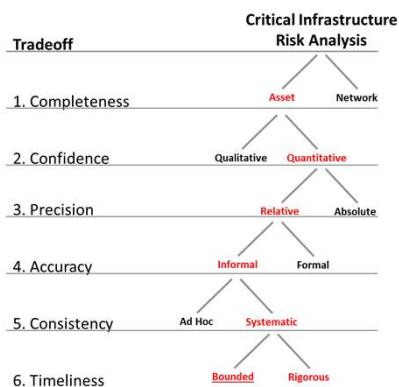 Critical Infrastructure
Tradeoff Risk Analysis
1. Completeness Asset Network
2. Confidence Qualitative Quantitative
3. Precision Relative Absolute
4. Accuracy Informal Formal
5. Consistency Ad Hoc Systematic
6. Timeliness Bounded Rigorous